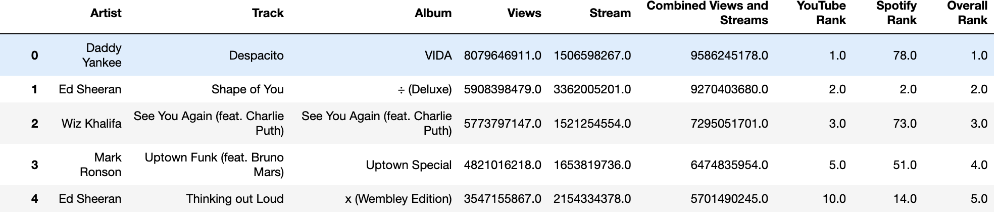 Artist Track Album Views Stream Combined Views and Streams YouTube Rank Spotify Rank Overall Rank
0 Daddy Yankee Despacito VIDA 8079646911.0 1506598267.0 9586245178.0 1.0 78.0 1.0
1 Ed Sheeran Shape of You ÷ (Deluxe) 5908398479.0 3362005201.0 9270403680.0 2.0 2.0 2.0
2 Wiz Khalifa See You Again (feat. Charlie Puth) See You Again (feat. Charlie Puth) 5773797147.0 1521254554.0 7295051701.0 3.0 73.0 3.0
3 Mark Ronson Uptown Funk (feat. Bruno Mars) Uptown Special 4821016218.0 1653819736.0 6474835954.0 5.0 51.0 4.0
4 Ed Sheeran Thinking out Loud x (Wembley Edition) 3547155867.0 2154334378.0 5701490245.0 10.0 14.0 5.0